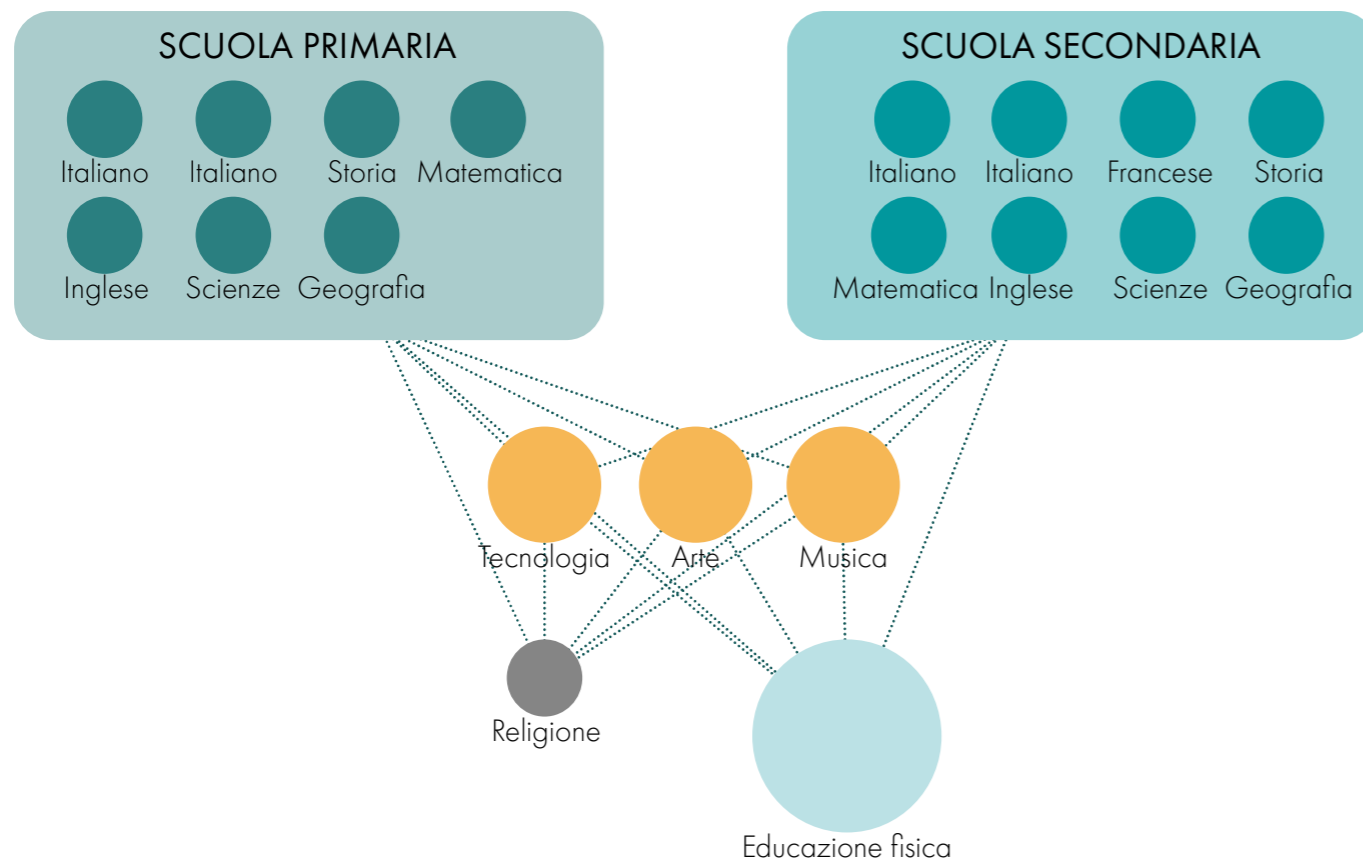 SCUOLA PRIMARIA
Italiano Italiano Storia Matematica
Inglese Scienze Geografia
SCUOLA SECONDARIA
Italiano Italiano Francese Storia
Matematica Inglese Scienze Geografia
Tecnologia Arte Musica
Religione
Educazione fisica